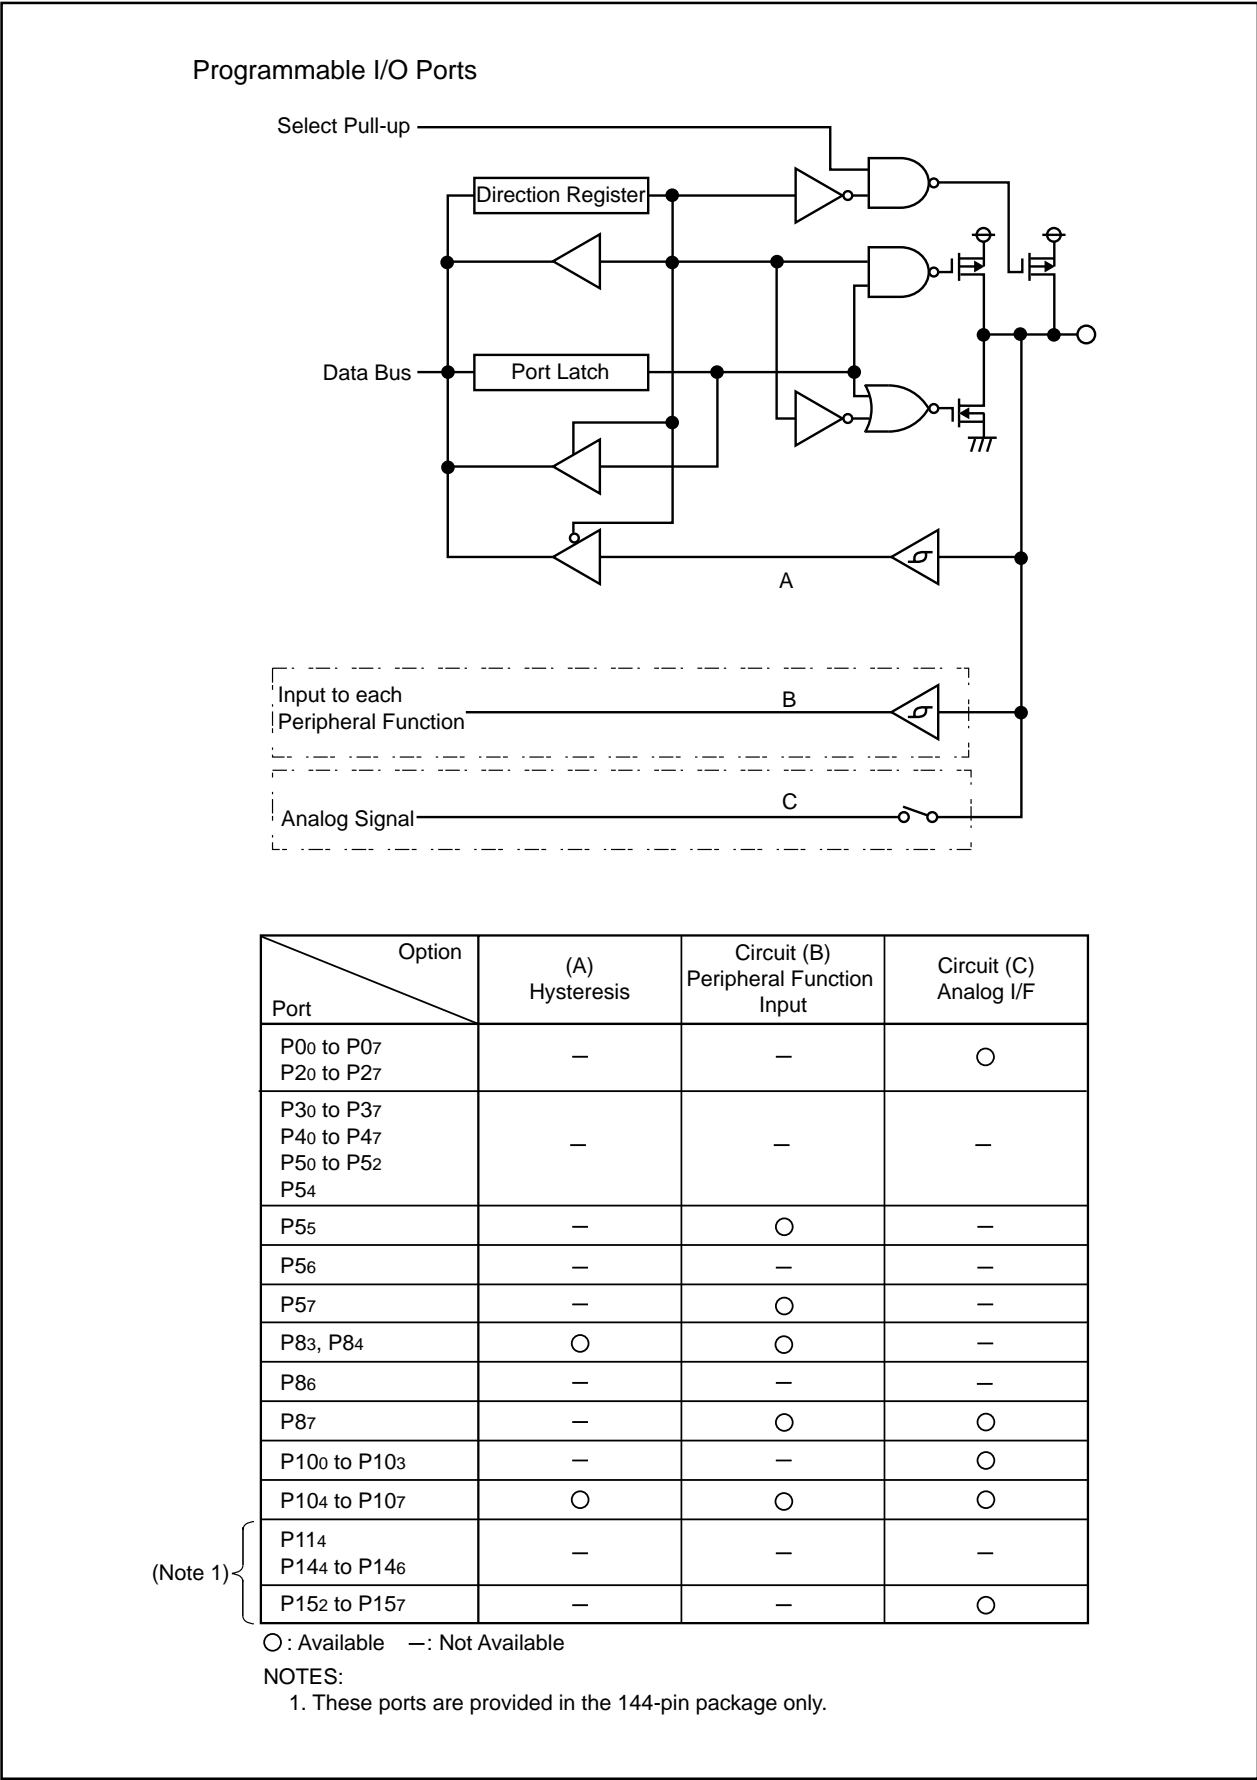 Programmable I/O Ports
Select Pull-up
Direction Register
Data Bus
Port Latch
A
Input to each
Peripheral Function
B
Analog Signal
C
Option
Port
(A)
Hysteresis
Circuit (B)
Peripheral Function
Input
Circuit (C)
Analog I/F
P00 to P07
P20 to P27
– – ○
P30 to P37
P40 to P47
P50 to P52
P54
– – –
P55 – ○ –
P56 – – –
P57 – ○ –
P83, P84 ○ ○ –
P86 – – –
P87 – ○ ○
P100 to P103 – – ○
P104 to P107 ○ ○ ○
(Note 1)
P114
P144 to P146
– – –
P152 to P157 – – ○
○ : Available –: Not Available
NOTES:
1. These ports are provided in the 144-pin package only.